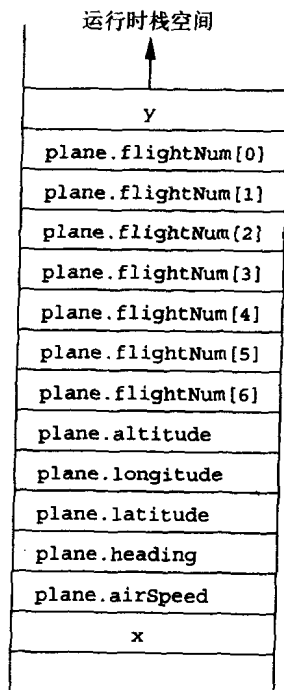 运行时栈空间
y
plane.flightNum[0]
plane.flightNum[1]
plane.flightNum[2]
plane.flightNum[3]
plane.flightNum[4]
plane.flightNum[5]
plane.flightNum[6]
plane.altitude
plane.longitude
plane.latitude
plane.heading
plane.airSpeed
x